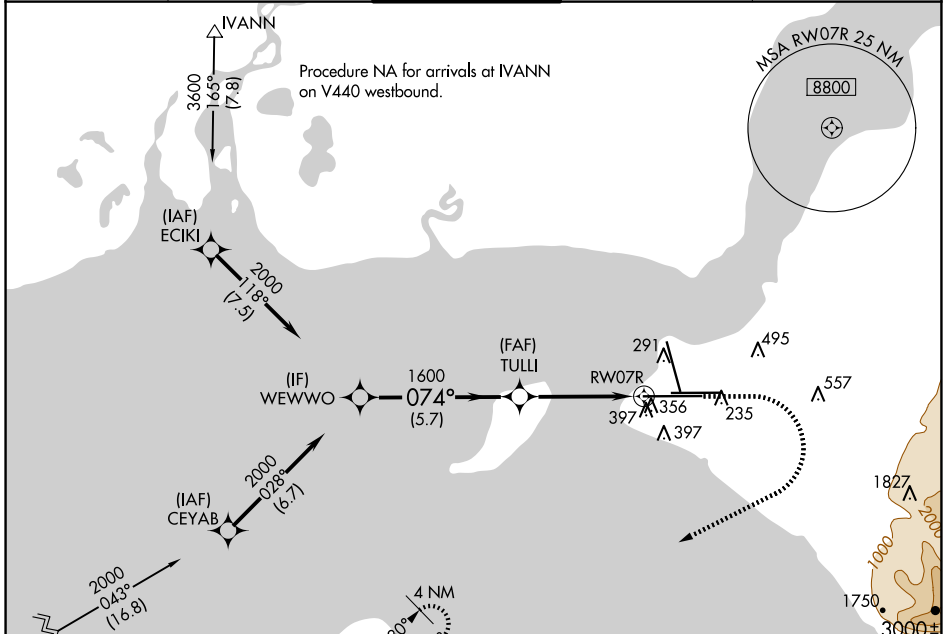 IVANN
3600
165°
(7.8)
Procedure NA for arrivals at IVANN
on V440 westbound.
MSA RW07R 25 NM
8800
(IAF)
ECIKI
2000
118°
(7.5)
(IF)
WEWWO
1600
074°
(5.7)
(FAF)
TULLI
RW07R
291
495
557
356
397
235
397
(IAF)
CEYAB
2000
028°
(6.7)
2000
043°
(16.8)
4 NM
1827
2000
1000
1750
3000±